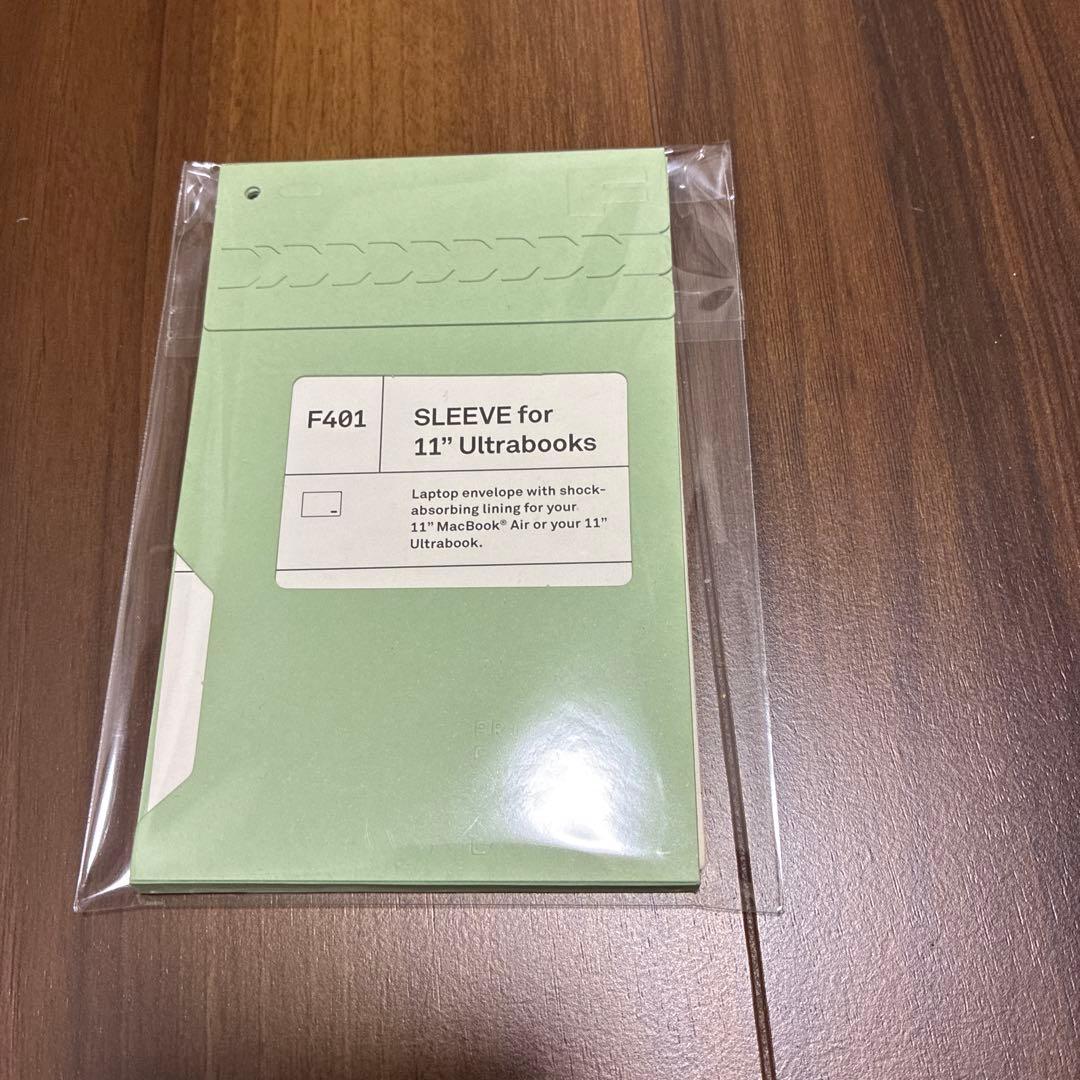 F401
SLEEVE for
11” Ultrabooks
Laptop envelope with shock-
absorbing lining for your
11” MacBook® Air or your 11”
Ultrabook.